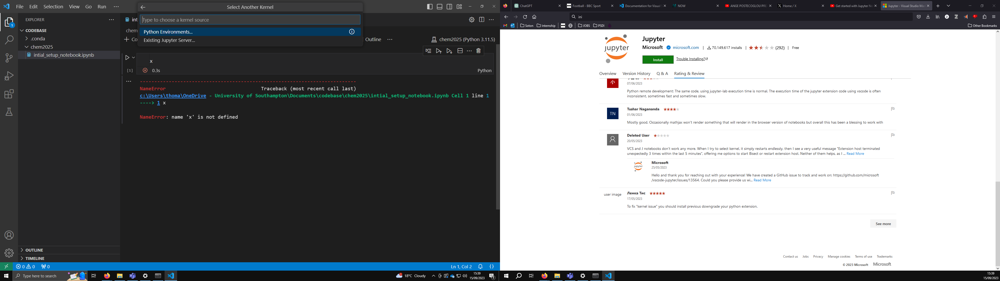 File Edit Selection View Go Run ...
Select Another Kernel
Type to choose a kernel source
Python Environments...
Existing Jupyter Server...
EXPLORER
CODEBASE
.conda
chem2025
intial_setup_notebook.ipynb
1
int
chem
Co
Outline ...
chem2025 (Python 3.11.5)
x
[1] 0.3s Python
--------------------------------------------------------------------------
NameError Traceback (most recent call last)
c:\Users\thoma\OneDrive - University of Southampton\Documents\codebase\chem2025\intial_setup_notebook.ipynb Cell 1 line 1
----> 1 x
NameError: name 'x' is not defined
OUTLINE
TIMELINE
0 0 0
Ln 1, Col 2 {}
Type here to search
18°C Cloudy
15:39
15/09/2023
1
ChatGPT
Football - BBC Sport
Documentation for Visual S
NOW
ANGE POSTECOGLOU PRE
Home / X
Get started with Jupyter No
Jupyter - Visual Studio Mar
ini
2
Soton Internship JOBS PSDI
Other Bookmarks
jupyter
Jupyter
Microsoft microsoft.com | 70,149,617 installs | (292) | Free
Install Trouble Installing?
Overview Version History Q & A Rating & Review
小
07/06/2023
Python remote development: The same code, using jupyter-lab execution time is normal. The execution time of the jupyter extension code using vscode is often
inconsistent, sometimes fast and sometimes slow.
TN
Tushar Nagananda
01/06/2023
Mostly good. Occasionally mathjax won't render something that will render in the browser version of notebooks but overall this has been a blessing to work with
Deleted User
20/05/2023
VCS and J notebooks don't work any more. When I try to select kernel, it simply restarts endlessly, then I see a very useful message "Extension host terminated
unexpectedly 3 times within the last 5 minutes", offering me options to start Bisect or restart extension host. Neither of them helps, as I ... Read More
jupyter
Microsoft
25/05/2023
Hello and thank you for reaching out with your experience! We have created a GitHub issue to track and work on: https://github.com/microsoft
/vscode-jupyter/issues/13564. Could you please provide us wi... Read More
user image
Ленка Тис
17/05/2023
To fix "kernel issue" you should install previous downgrade your python extension.
See more
Contact us Jobs Privacy Manage cookies Terms of use Trademarks
© 2023 Microsoft Microsoft
15:39
15/09/2023